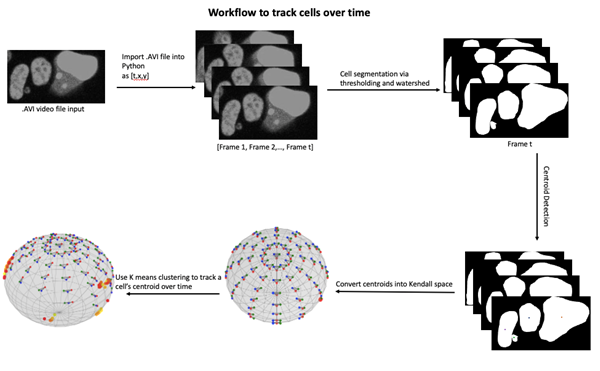 Workflow to track cells over time
Import .AVI file into
Python
as [t,x,y]
Cell segmentation via
thresholding and watershed
.AVI video file input
[Frame 1, Frame 2,..., Frame t]
Frame t
Centroid Detection
Use K means clustering to track a
cell's centroid over time
Convert centroids into Kendall space